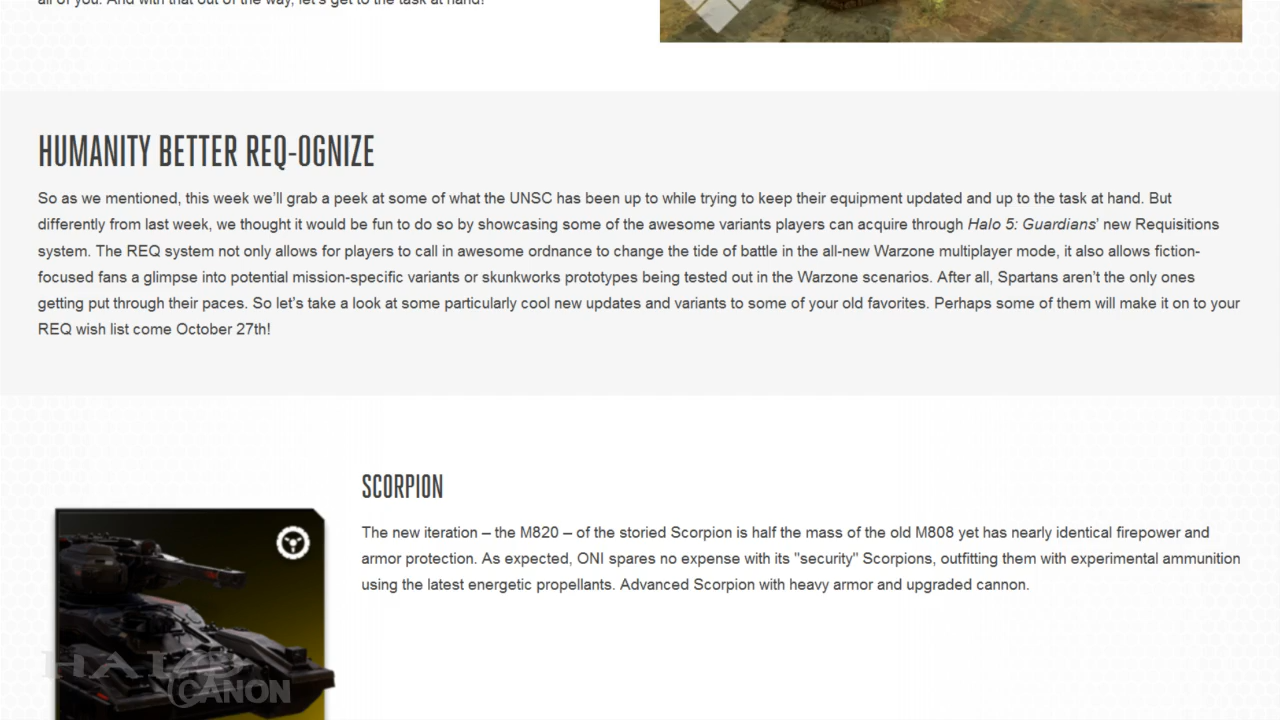 all of you. And with that out of the way, let's get to the task at hand!
HUMANITY BETTER REQ-OGNIZE
So as we mentioned, this week we'll grab a peek at some of what the UNSC has been up to while trying to keep their equipment updated and up to the task at hand. But
differently from last week, we thought it would be fun to do so by showcasing some of the awesome variants players can acquire through Halo 5: Guardians' new Requisitions
system. The REQ system not only allows for players to call in awesome ordnance to change the tide of battle in the all-new Warzone multiplayer mode, it also allows fiction-
focused fans a glimpse into potential mission-specific variants or skunkworks prototypes being tested out in the Warzone scenarios. After all, Spartans aren't the only ones
getting put through their paces. So let's take a look at some particularly cool new updates and variants to some of your old favorites. Perhaps some of them will make it on to your
REQ wish list come October 27th!
SCORPION
The new iteration – the M820 – of the storied Scorpion is half the mass of the old M808 yet has nearly identical firepower and
armor protection. As expected, ONI spares no expense with its "security" Scorpions, outfitting them with experimental ammunition
using the latest energetic propellants. Advanced Scorpion with heavy armor and upgraded cannon.
HALO
CANON